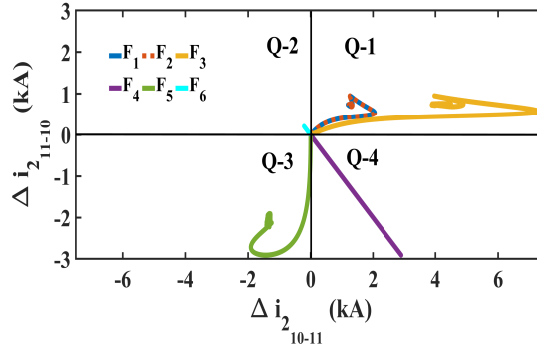 3
2
1
0
-1
-2
-3
Δ i2 11-10 (kA)
Q-2 Q-1
F1 F2 F3
F4 F5 F6
Q-3 Q-4
-6 -4 -2 0 2 4 6
Δ i2 10-11 (kA)